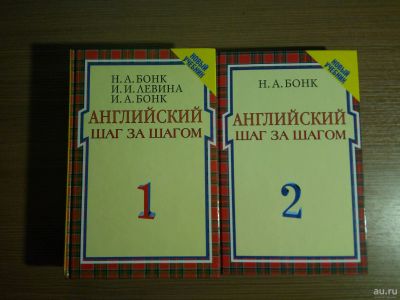 НОВЫЙ
УЧЕБНИК
Н. А. БОНК
И. И. ЛЕВИНА
И. А. БОНК
АНГЛИЙСКИЙ
ШАГ ЗА ШАГОМ
1
НОВЫЙ
УЧЕБНИК
Н. А. БОНК
АНГЛИЙСКИЙ
ШАГ ЗА ШАГОМ
2
au.ru